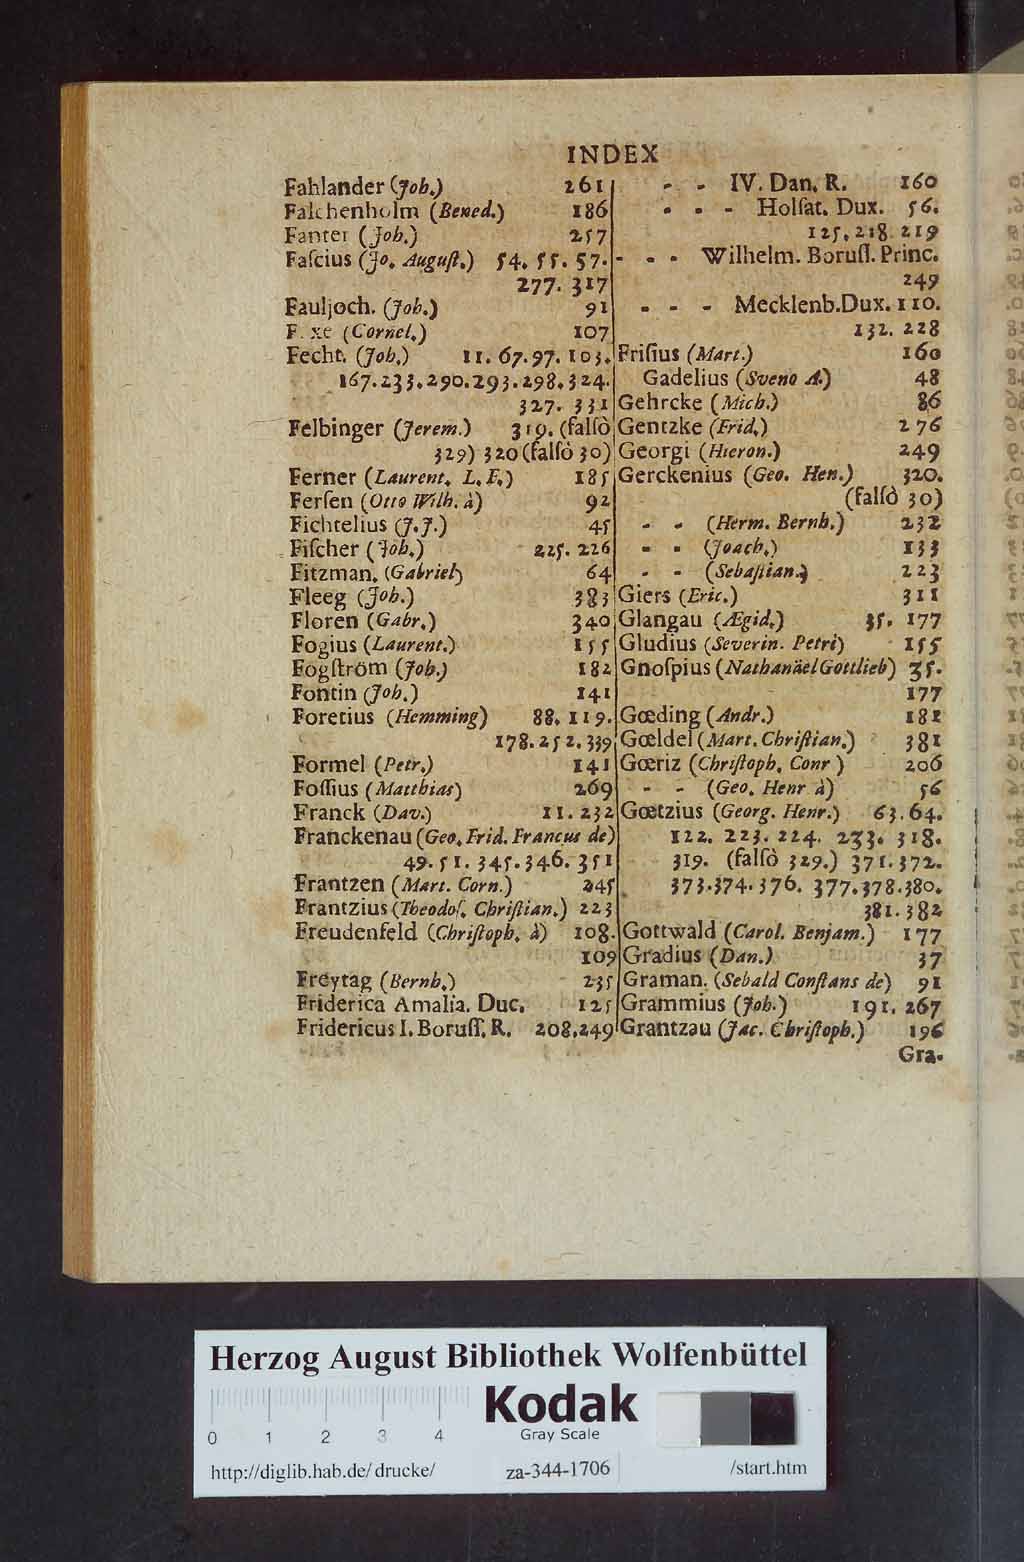 INDEX
Fahlander (Joh.) 261
Falchenholm (Bened.) 186
Fanter (Joh.) 257
Faſcius (Jo. Auguſt.) 54. 55. 57.
277. 317
Fauljoch. (Joh.) 91
F. xe (Cornel.) 107
Fecht. (Joh.) 11. 67. 97. 103.
167. 233. 290. 293. 298. 324.
327. 331
Felbinger (Jerem.) 319. (falſò
329) 320 (falſò 30)
Ferner (Laurent. L. F.) 185
Ferſen (Otto Wilh. à) 92
Fichtelius (J. J.) 45
Fiſcher (Joh.) 225. 226
Fitzman. (Gabriel) 64
Fleeg (Joh.) 383
Floren (Gabr.) 340
Fogius (Laurent.) 155
Fogſtröm (Joh.) 182
Fontin (Joh.) 141
Foretius (Hemming) 88. 119.
178. 252. 339
Formel (Petr.) 141
Foſſius (Matthias) 269
Franck (Dav.) 11. 232
Franckenau (Geo. Frid. Francus de)
49. 51. 345. 346. 351
Frantzen (Mart. Corn.) 245
Frantzius (Theodoſ. Chriſtian.) 223
Freudenfeld (Chriſtoph. à) 108.
109
Freytag (Bernh.) 235
Friderica Amalia. Duc. 125
Fridericus I. Boruſſ. R. 208. 249
- - IV. Dan. R. 160
- - - Holſat. Dux. 56.
125. 218. 219
- - - Wilhelm. Boruſſ. Princ.
249
- - - Mecklenb. Dux. 110.
132. 228
Friſius (Mart.) 160
Gadelius (Sveno A.) 48
Gehrcke (Mich.) 86
Gentzke (Frid.) 276
Georgi (Hieron.) 249
Gerckenius (Geo. Hen.) 320.
(falſò 30)
- - (Herm. Bernh.) 232
- - (Joach.) 133
- - (Sebaſtian.) 223
Giers (Eric.) 311
Glangau (Ægid.) 35. 177
Gludius (Severin. Petri) 155
Gnoſpius (Nathanäel Gottlieb) 35.
177
Gœding (Andr.) 181
Gœldel (Mart. Chriſtian.) 381
Gœriz (Chriſtoph. Conr) 206
- - (Geo. Henr à) 56
Gœtzius (Georg. Henr.) 63. 64.
122. 223. 224. 233. 318.
319. (falſò 329.) 371. 372.
373. 374. 376. 377. 378. 380.
381. 382
Gottwald (Carol. Benjam.) 177
Gradius (Dan.) 37
Graman. (Sebald Conſtans de) 91
Grammius (Joh.) 191. 267
Grantzau (Jac. Chriſtoph.) 196
Gra-
Herzog August Bibliothek Wolfenbüttel
Kodak
0 1 2 3 4 Gray Scale
http://diglib.hab.de/drucke/ za-344-1706 /start.htm